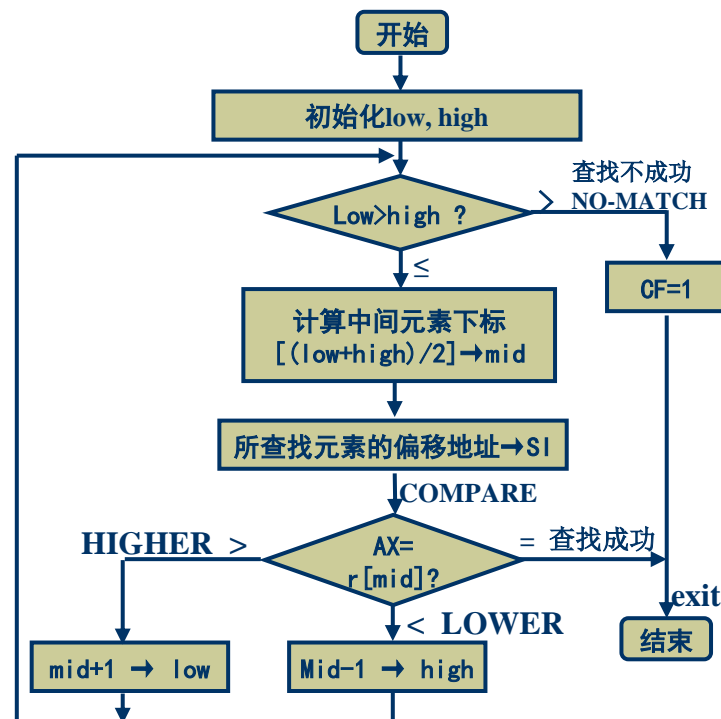 开始
初始化low, high
查找不成功
> NO-MATCH
Low>high ?
≤
CF=1
计算中间元素下标
[(low+high)/2]→mid
所查找元素的偏移地址→SI
COMPARE
HIGHER >
AX=
r[mid]?
= 查找成功
exit
< LOWER
结束
mid+1 → low
Mid-1 → high